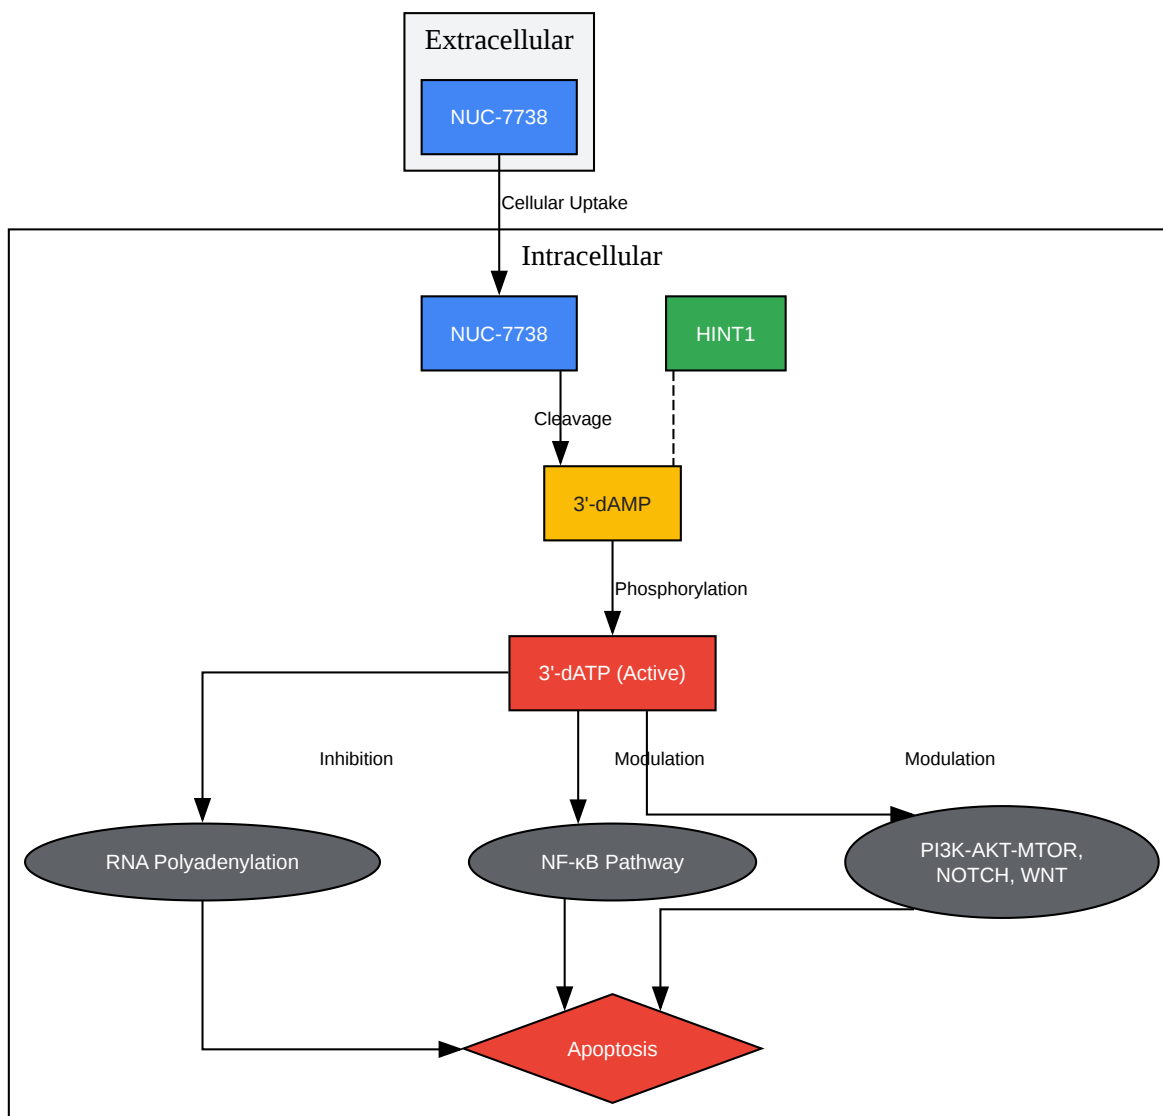 Extracellular
NUC-7738
Cellular Uptake
Intracellular
NUC-7738
HINT1
Cleavage
3'-dAMP
Phosphorylation
3'-dATP (Active)
Inhibition
Modulation
Modulation
RNA Polyadenylation
NF-κB Pathway
PI3K-AKT-MTOR,
NOTCH, WNT
Apoptosis